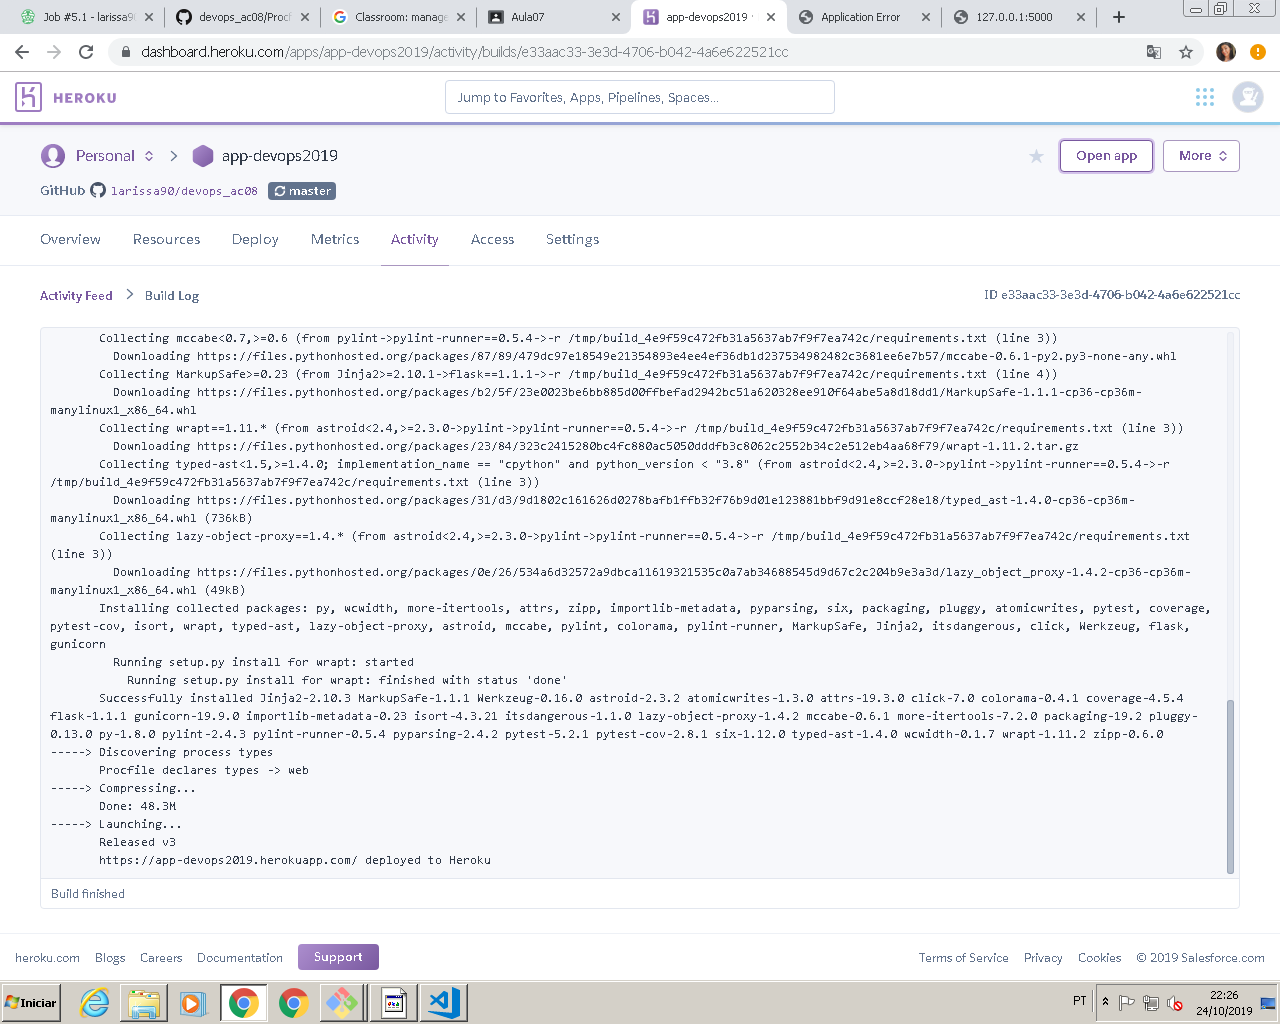 Job #5.1 - larissa9
devops_ac08/Procf
Classroom: manage
Aula07
app-devops2019
Application Error
127.0.0.1:5000
dashboard.heroku.com/apps/app-devops2019/activity/builds/e33aac33-3e3d-4706-b042-4a6e622521cc
HEROKU
Jump to Favorites, Apps, Pipelines, Spaces...
Personal
app-devops2019
Open app
More
GitHub larissa90/devops_ac08 master
Overview Resources Deploy Metrics Activity Access Settings
Activity Feed > Build Log
ID e33aac33-3e3d-4706-b042-4a6e622521cc
Collecting mccabe<0.7,>=0.6 (from pylint->pylint-runner==0.5.4->-r /tmp/build_4e9f59c472fb31a5637ab7f9f7ea742c/requirements.txt (line 3))
Downloading https://files.pythonhosted.org/packages/87/89/479dc97e18549e21354893e4ee4ef36db1d237534982482c3681ee6e7b57/mccabe-0.6.1-py2.py3-none-any.whl
Collecting MarkupSafe>=0.23 (from Jinja2>=2.10.1->flask==1.1.1->-r /tmp/build_4e9f59c472fb31a5637ab7f9f7ea742c/requirements.txt (line 4))
Downloading https://files.pythonhosted.org/packages/b2/5f/23e0023be6bb885d00ffbefad2942bc51a620328ee910f64abe5a8d18dd1/MarkupSafe-1.1.1-cp36-cp36m-
manylinux1_x86_64.whl
Collecting wrapt==1.11.* (from astroid<2.4,>=2.3.0->pylint->pylint-runner==0.5.4->-r /tmp/build_4e9f59c472fb31a5637ab7f9f7ea742c/requirements.txt (line 3))
Downloading https://files.pythonhosted.org/packages/23/84/323c2415280bc4fc880ac5050dddfb3c8062c2552b34c2e512eb4aa68f79/wrapt-1.11.2.tar.gz
Collecting typed-ast<1.5,>=1.4.0; implementation_name == "cpython" and python_version < "3.8" (from astroid<2.4,>=2.3.0->pylint->pylint-runner==0.5.4->-r
/tmp/build_4e9f59c472fb31a5637ab7f9f7ea742c/requirements.txt (line 3))
Downloading https://files.pythonhosted.org/packages/31/d3/9d1802c161626d0278bafb1ffb32f76b9d01e123881bbf9d91e8ccf28e18/typed_ast-1.4.0-cp36-cp36m-
manylinux1_x86_64.whl (736kB)
Collecting lazy-object-proxy==1.4.* (from astroid<2.4,>=2.3.0->pylint->pylint-runner==0.5.4->-r /tmp/build_4e9f59c472fb31a5637ab7f9f7ea742c/requirements.txt
(line 3))
Downloading https://files.pythonhosted.org/packages/0e/26/534a6d32572a9dbca11619321535c0a7ab34688545d9d67c2c204b9e3a3d/lazy_object_proxy-1.4.2-cp36-cp36m-
manylinux1_x86_64.whl (49kB)
Installing collected packages: py, wcwidth, more-itertools, attrs, zipp, importlib-metadata, pyparsing, six, packaging, pluggy, atomicwrites, pytest, coverage,
pytest-cov, isort, wrapt, typed-ast, lazy-object-proxy, astroid, mccabe, pylint, colorama, pylint-runner, MarkupSafe, Jinja2, itsdangerous, click, Werkzeug, flask,
gunicorn
Running setup.py install for wrapt: started
Running setup.py install for wrapt: finished with status 'done'
Successfully installed Jinja2-2.10.3 MarkupSafe-1.1.1 Werkzeug-0.16.0 astroid-2.3.2 atomicwrites-1.3.0 attrs-19.3.0 click-7.0 colorama-0.4.1 coverage-4.5.4
flask-1.1.1 gunicorn-19.9.0 importlib-metadata-0.23 isort-4.3.21 itsdangerous-1.1.0 lazy-object-proxy-1.4.2 mccabe-0.6.1 more-itertools-7.2.0 packaging-19.2 pluggy-
0.13.0 py-1.8.0 pylint-2.4.3 pylint-runner-0.5.4 pyparsing-2.4.2 pytest-5.2.1 pytest-cov-2.8.1 six-1.12.0 typed-ast-1.4.0 wcwidth-0.1.7 wrapt-1.11.2 zipp-0.6.0
-----> Discovering process types
Procfile declares types -> web
-----> Compressing...
Done: 48.3M
-----> Launching...
Released v3
https://app-devops2019.herokuapp.com/ deployed to Heroku
Build finished
heroku.com Blogs Careers Documentation Support
Terms of Service Privacy Cookies © 2019 Salesforce.com
Iniciar
PT
22:26
24/10/2019